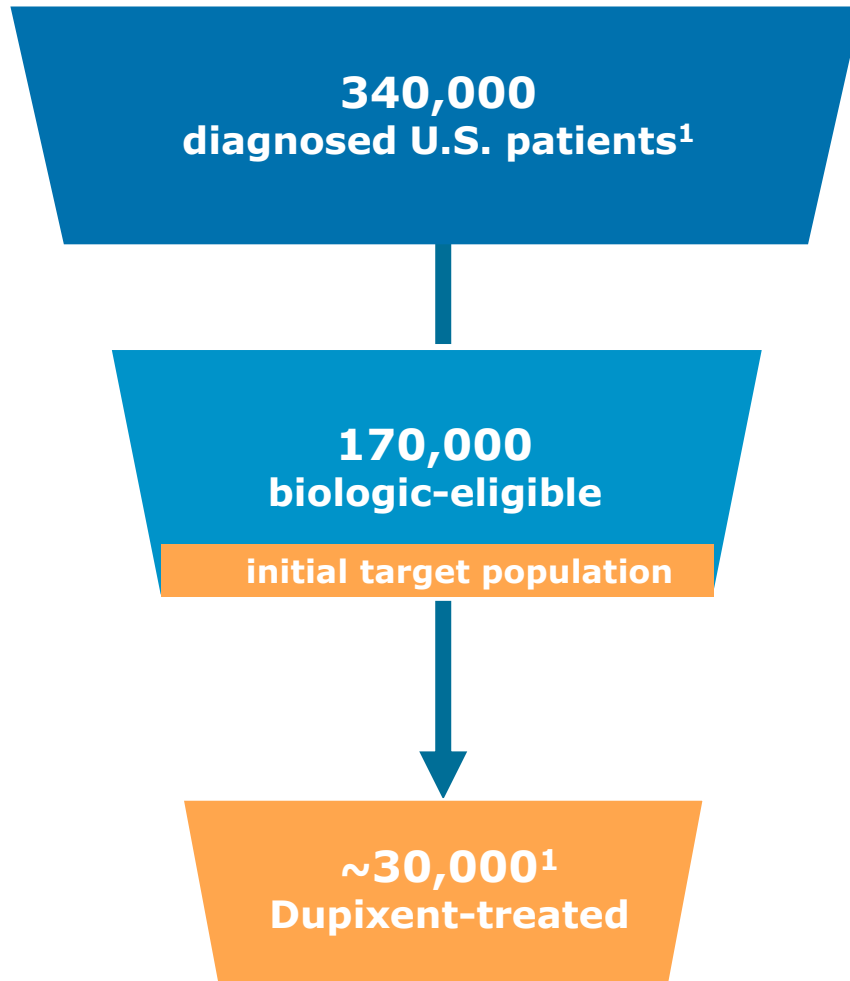 340,000
diagnosed U.S. patients¹
170,000
biologic-eligible
initial target population
~30,000¹
Dupixent-treated